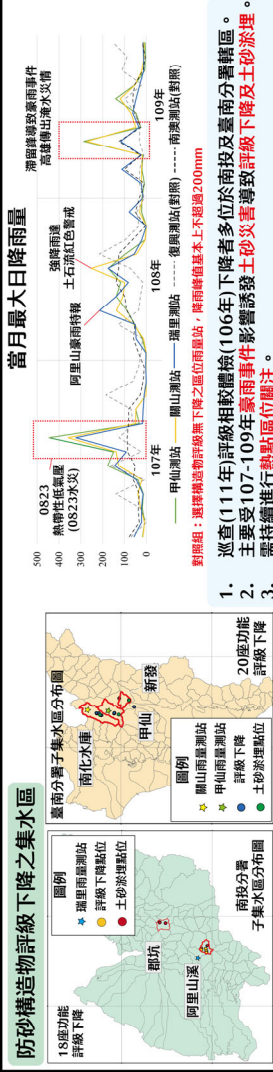 防砂構造物評級下降之集水區
18座功能
評級下降
圖例
瑞里雨量測站
評級下降點位
土砂淤埋點位
郡坑
阿里山溪
南投分署
子集水區分布圖
臺南分署子集水區分布圖
南化水庫
甲仙
新發
圖例
關山雨量測站
甲仙雨量測站
評級下降
土砂淤埋點位
20座功能
評級下降
當月最大日降雨量
500
400
300
200
100
0
0823
熱帶性低氣壓
(0823水災)
阿里山豪雨特報
強降雨達
土石流紅色警戒
滯留鋒導致豪雨事件
高雄傳出淹水災情
107年
108年
109年
甲仙測站
關山測站
瑞里測站
復興測站(對照)
南澳測站(對照)
對照組：選擇構造物評級無下降之區位雨量站，降雨峰值基本上不超過200mm
1. 巡查(111年)評級相較體檢(106年)下降者多位於南投及臺南分署轄區。
2. 主要受107-109年豪雨事件影響誘發土砂災害導致評級下降及土砂淤埋。
3. 需持續進行熱點區位關注。